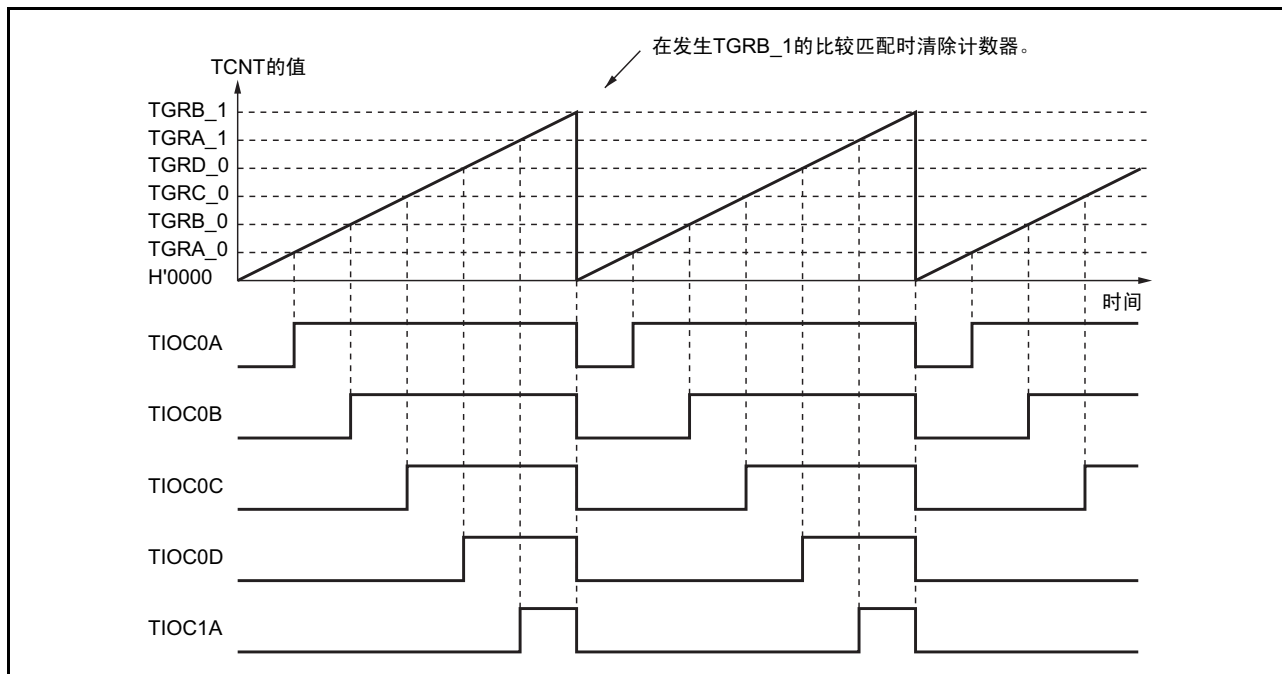 在发生TGRB_1的比较匹配时清除计数器。
TCNT的值
TGRB_1
TGRA_1
TGRD_0
TGRC_0
TGRB_0
TGRA_0
H'0000
时间
TIOC0A
TIOC0B
TIOC0C
TIOC0D
TIOC1A